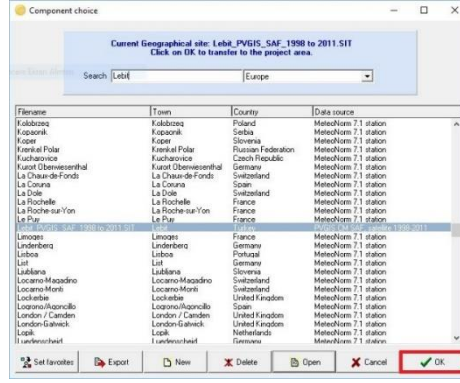 Component choice
Current Geographical site: Lebit_PVGIS_SAF_1998 to 2011.SIT
Click on OK to transfer to the project area.
Search Lebit Europe
Filename Town Country Data source
Kolobrzeg Kolobrzeg Poland MeteoNorm 7.1 station
Kopaonik Kopaonik Serbia MeteoNorm 7.1 station
Koper Koper Slovenia MeteoNorm 7.1 station
Krenkel Polar Krenkel Polar Russian Federation MeteoNorm 7.1 station
Kucharovice Kucharovice Czech Republic MeteoNorm 7.1 station
Kurort Oberwiesenthal Kurort Oberwiesenthal Germany MeteoNorm 7.1 station
La Chaux-de-Fonds La Chaux-de-Fonds Switzerland MeteoNorm 7.1 station
La Coruna La Coruna Spain MeteoNorm 7.1 station
La Dole La Dole Switzerland MeteoNorm 7.1 station
La Rochelle La Rochelle France MeteoNorm 7.1 station
La Roche-sur-Yon La Roche-sur-Yon France MeteoNorm 7.1 station
Le Puy Le Puy France MeteoNorm 7.1 station
Lebit_PVGIS_SAF_1998 to 2011.SIT Lebit Turkey PVGIS CM SAF, satellite 1998-2011
Limoges Limoges France MeteoNorm 7.1 station
Lindenberg Lindenberg Germany MeteoNorm 7.1 station
Lisboa Lisboa Portugal MeteoNorm 7.1 station
List List Germany MeteoNorm 7.1 station
Ljubljana Ljubljana Slovenia MeteoNorm 7.1 station
Locarno-Magadino Locarno-Magadino Switzerland MeteoNorm 7.1 station
Locarno-Monti Locarno-Monti Switzerland MeteoNorm 7.1 station
Lockerbie Lockerbie United Kingdom MeteoNorm 7.1 station
Logrono/Agoncillo Logrono/Agoncillo Spain MeteoNorm 7.1 station
London / Camden London / Camden United Kingdom MeteoNorm 7.1 station
London-Gatwick London-Gatwick United Kingdom MeteoNorm 7.1 station
Lopik Lopik Netherlands MeteoNorm 7.1 station
Luedenscheid Luedenscheid Germany MeteoNorm 7.1 station
Set favorites Export New Delete Open Cancel OK